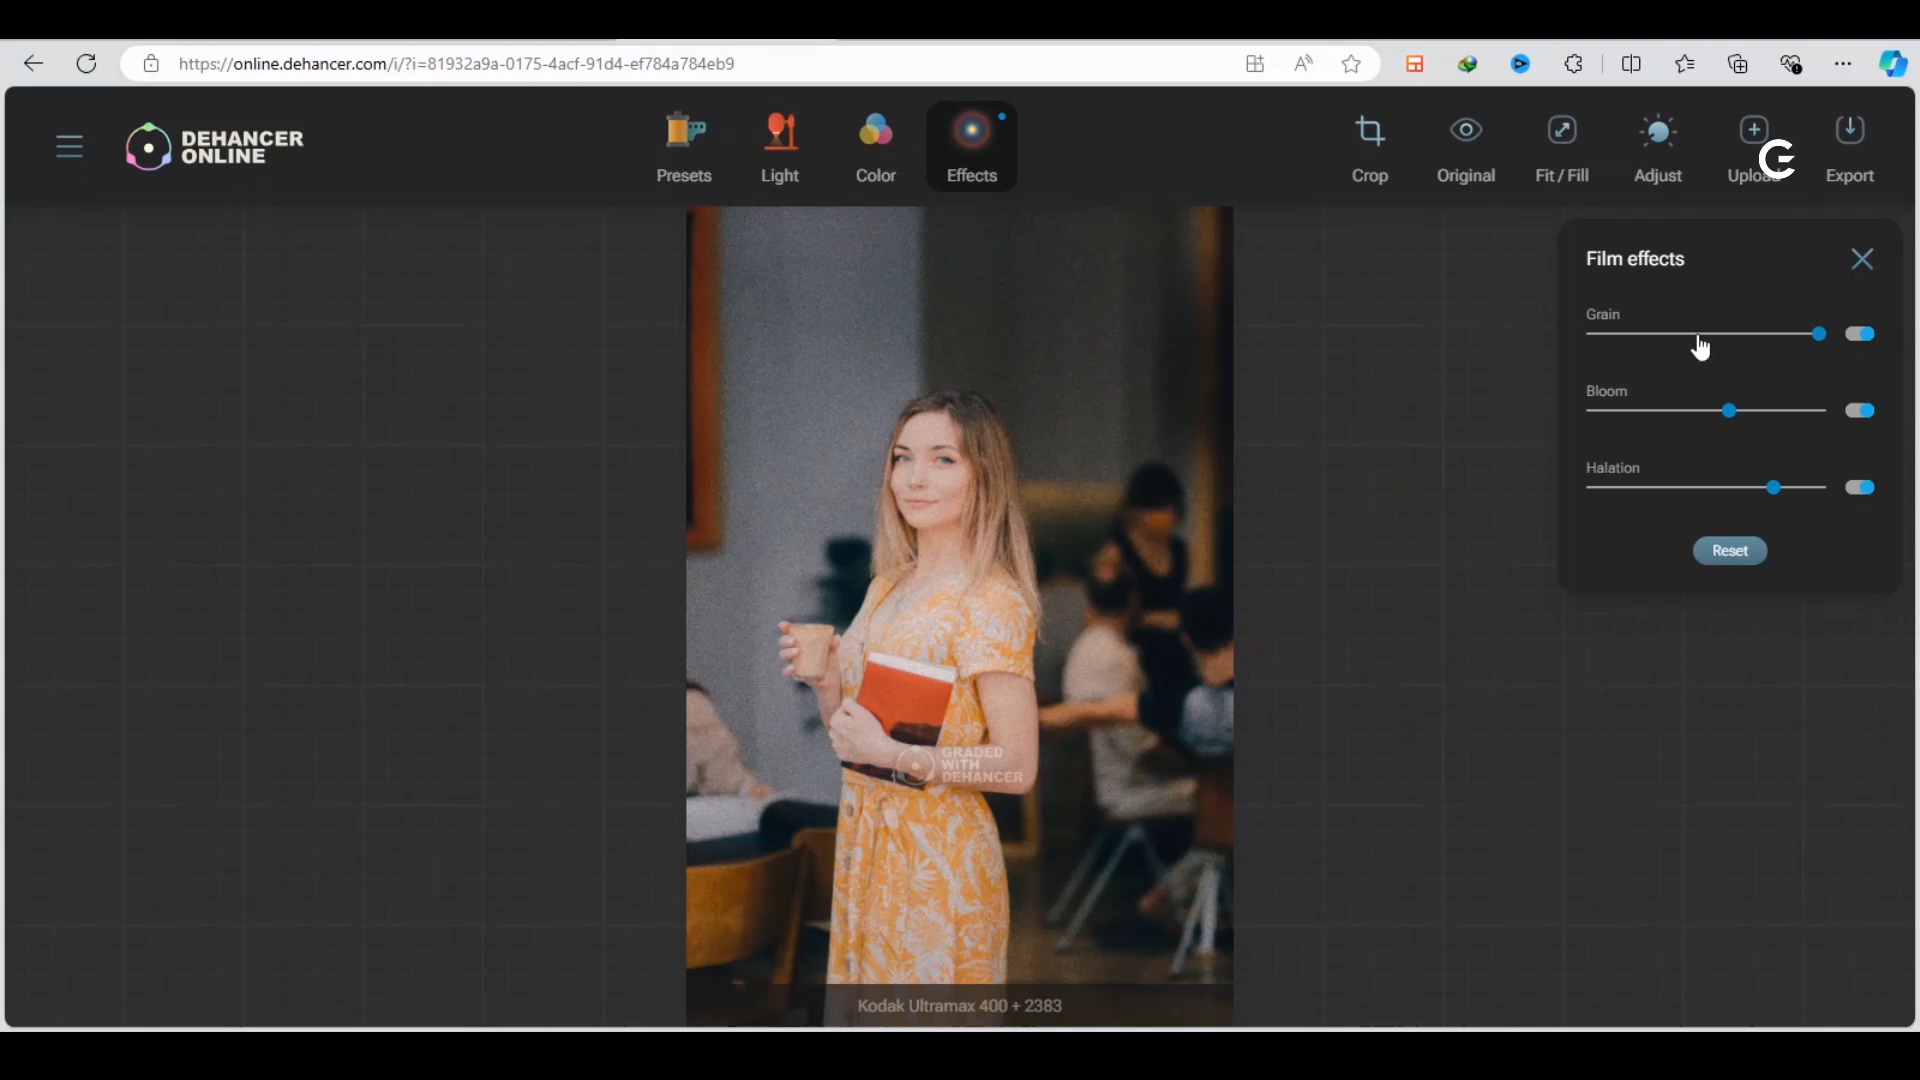 https://online.dehancer.com/i/?i=81932a9a-0175-4acf-91d4-ef784a784eb9
DEHANCER
ONLINE
Presets
Light
Color
Effects
Crop
Original
Fit / Fill
Adjust
Upload
Export
Film effects
Grain
Bloom
Halation
Reset
GRADED
WITH
DEHANCER
Kodak Ultramax 400 + 2383